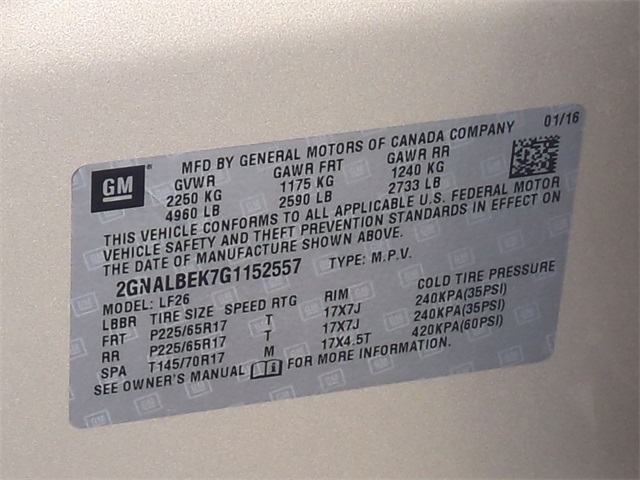 01/16
GM
MFD BY GENERAL MOTORS OF CANADA COMPANY
GVWR GAWR FRT GAWR RR
2250 KG 1175 KG 1240 KG
4960 LB 2590 LB 2733 LB
THIS VEHICLE CONFORMS TO ALL APPLICABLE U.S. FEDERAL MOTOR
VEHICLE SAFETY AND THEFT PREVENTION STANDARDS IN EFFECT ON
THE DATE OF MANUFACTURE SHOWN ABOVE.
2GNALBEK7G1152557 TYPE: M.P.V.
MODEL: LF26
LBBR TIRE SIZE SPEED RTG RIM COLD TIRE PRESSURE
FRT P225/65R17 T 17X7J 240KPA(35PSI)
RR P225/65R17 T 17X7J 240KPA(35PSI)
SPA T145/70R17 M 17X4.5T 420KPA(60PSI)
SEE OWNER'S MANUAL FOR MORE INFORMATION.